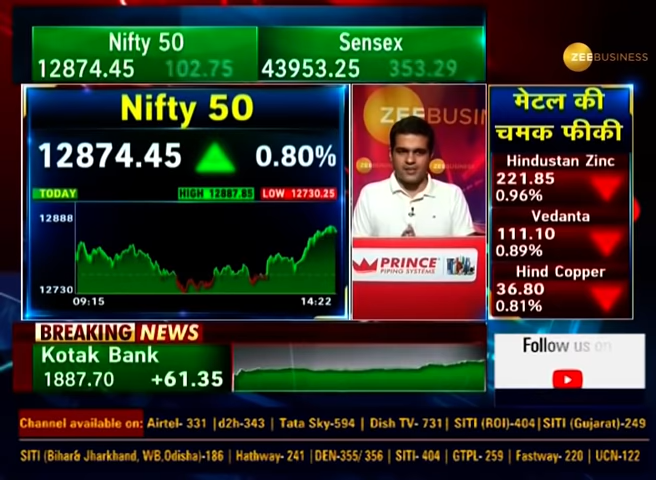 Nifty 50
12874.45 102.75
Sensex
43953.25 353.29
ZEEBUSINESS
Nifty 50
12874.45 0.80%
TODAY HIGH 12887.85 LOW 12730.25
12888
12730
09:15 14:22
ZEEBUSIN
ZEEBUSINESS
PRINCE
PIPING SYSTEMS
मेटल की
चमक फीकी
Hindustan Zinc
221.85
0.96%
Vedanta
111.10
0.89%
Hind Copper
36.80
0.81%
BREAKING NEWS
Kotak Bank
1887.70 +61.35
Follow us on
Channel available on: Airtel- 331 |d2h-343 | Tata Sky-594 | Dish TV- 731| SITI (ROI)-404|SITI (Gujarat)-249
SITI (Bihar& Jharkhand, WB,Odisha)-186 | Hathway- 241 |DEN-355/ 356 | SITI- 404 | GTPL- 259 | Fastway- 220 | UCN-122